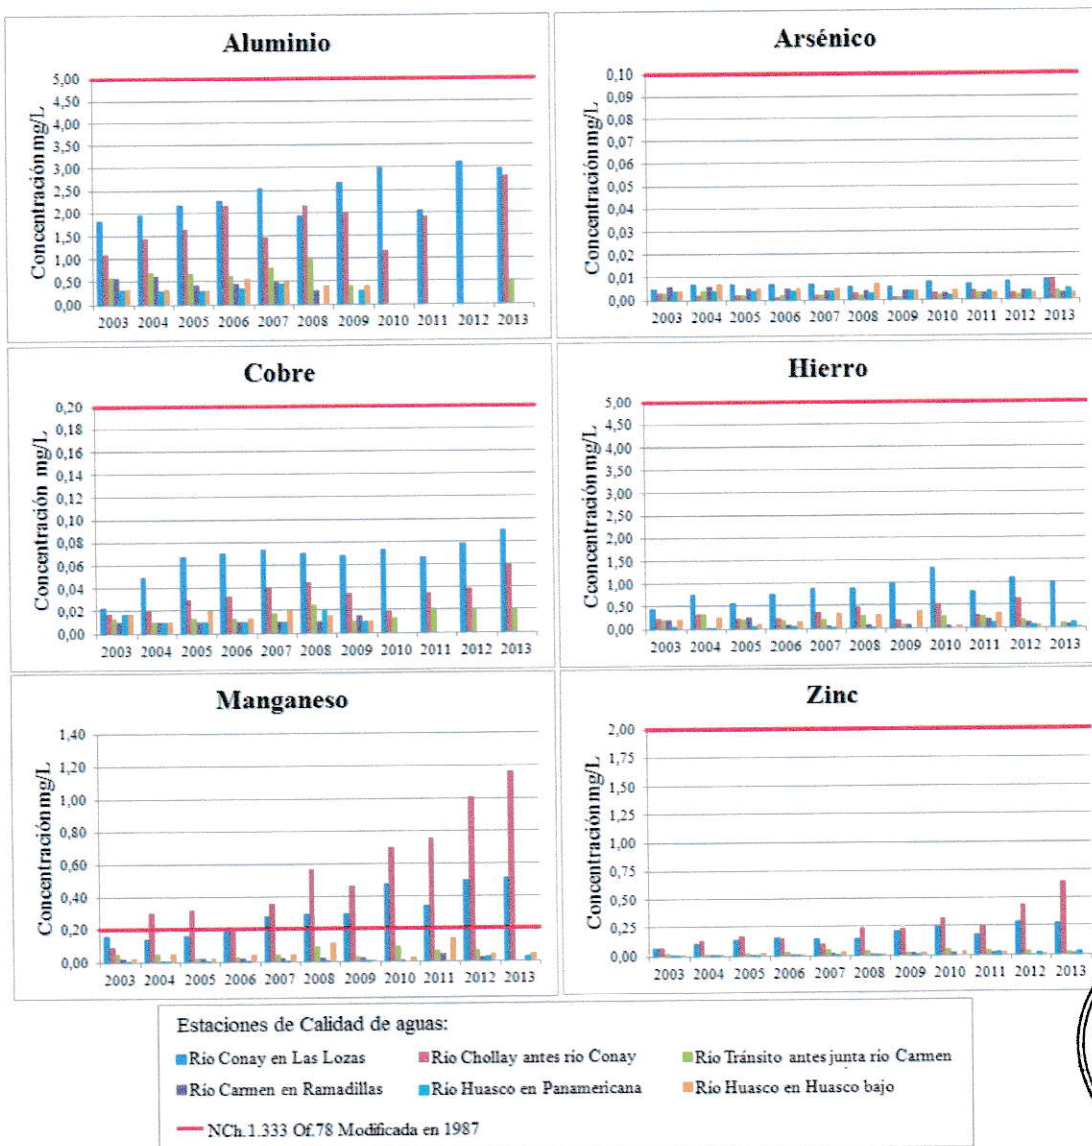 Aluminio
Concentración mg/L
5,00
4,50
4,00
3,50
3,00
2,50
2,00
1,50
1,00
0,50
0,00
2003 2004 2005 2006 2007 2008 2009 2010 2011 2012 2013
Arsénico
Concentración mg/L
0,10
0,09
0,08
0,07
0,06
0,05
0,04
0,03
0,02
0,01
0,00
2003 2004 2005 2006 2007 2008 2009 2010 2011 2012 2013
Cobre
Concentración mg/L
0,20
0,18
0,16
0,14
0,12
0,10
0,08
0,06
0,04
0,02
0,00
2003 2004 2005 2006 2007 2008 2009 2010 2011 2012 2013
Hierro
Cconcentración mg/L
5,00
4,50
4,00
3,50
3,00
2,50
2,00
1,50
1,00
0,50
0,00
2003 2004 2005 2006 2007 2008 2009 2010 2011 2012 2013
Manganeso
Concentración mg/L
1,40
1,20
1,00
0,80
0,60
0,40
0,20
0,00
2003 2004 2005 2006 2007 2008 2009 2010 2011 2012 2013
Zinc
Concentración mg/L
2,00
1,75
1,50
1,25
1,00
0,75
0,50
0,25
0,00
2003 2004 2005 2006 2007 2008 2009 2010 2011 2012 2013
Estaciones de Calidad de aguas:
Río Conay en Las Lozas Río Chollay antes río Conay Río Tránsito antes junta río Carmen
Río Carmen en Ramadillas Río Huasco en Panamericana Río Huasco en Huasco bajo
NCh.1.333 Of.78 Modificada en 1987